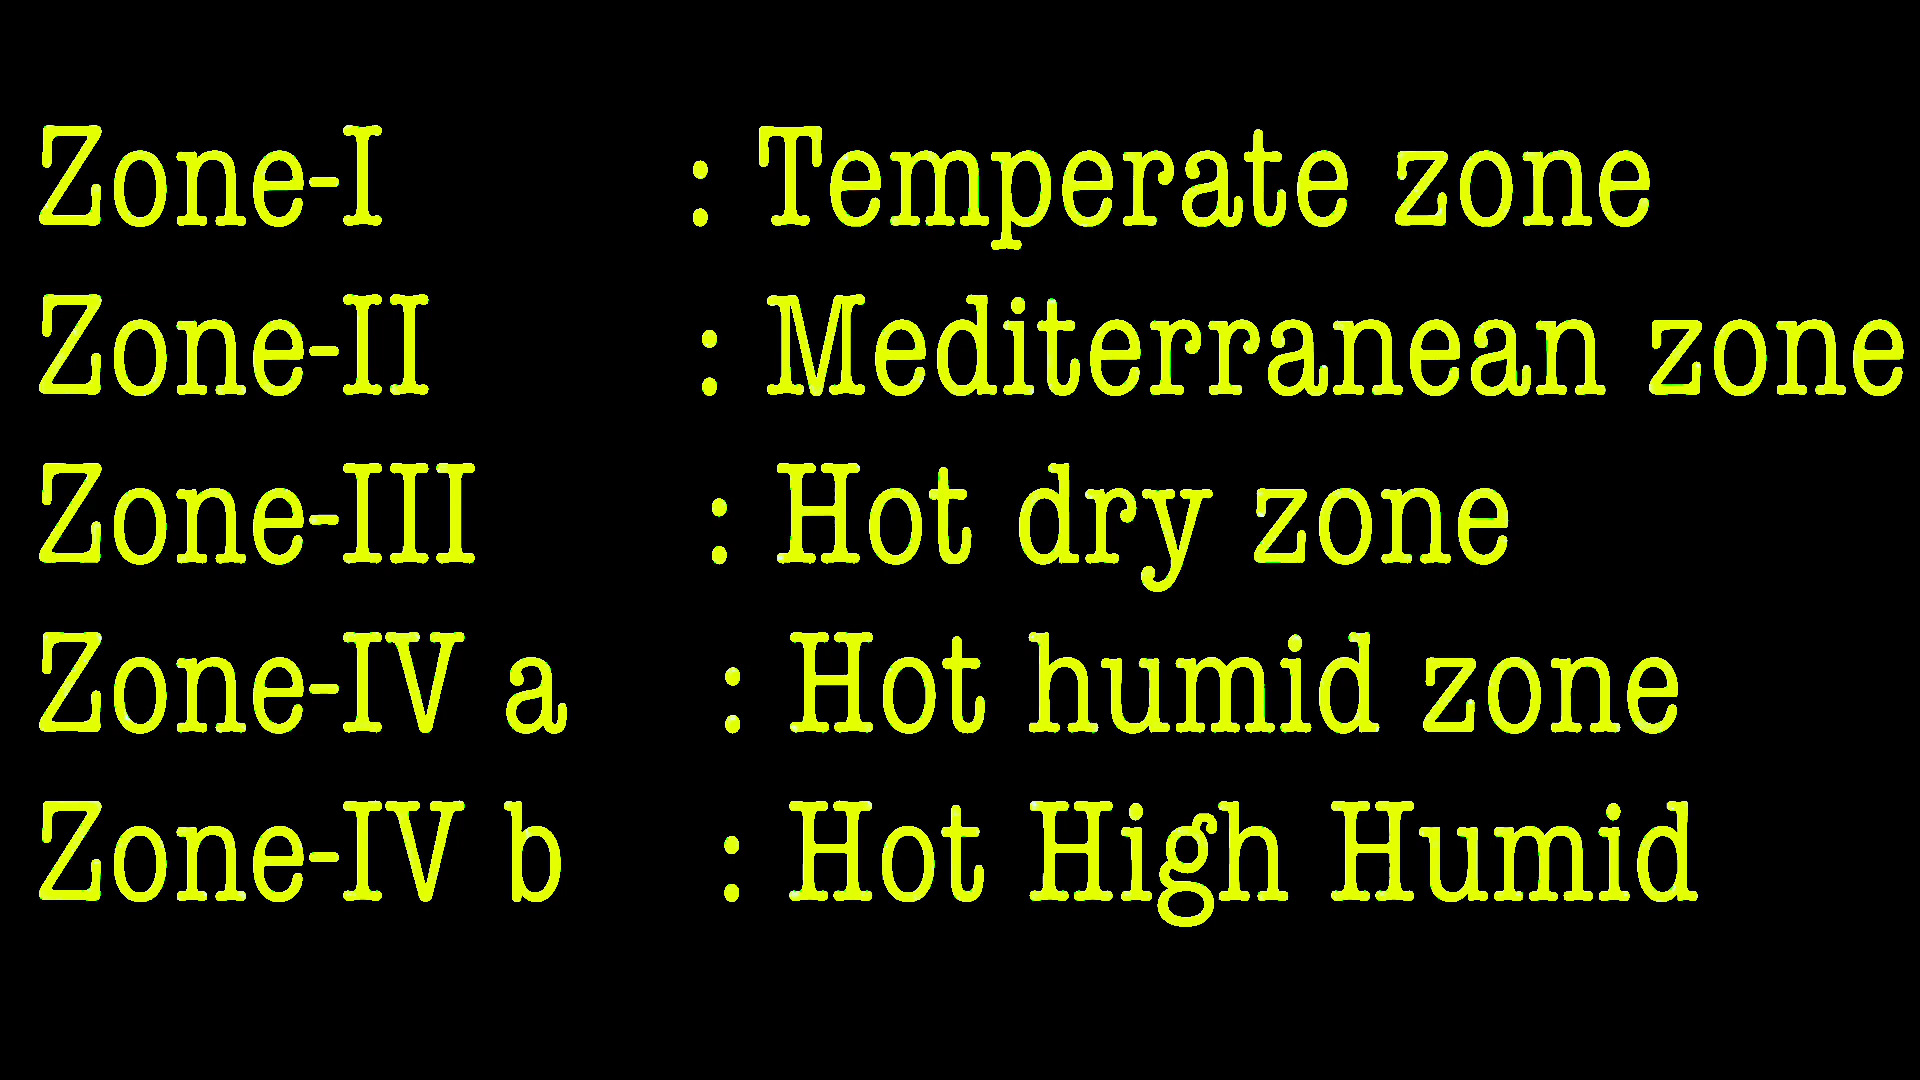 Zone-I : Temperate zone
Zone-II : Mediterranean zone
Zone-III : Hot dry zone
Zone-IV a : Hot humid zone
Zone-IV b : Hot High Humid